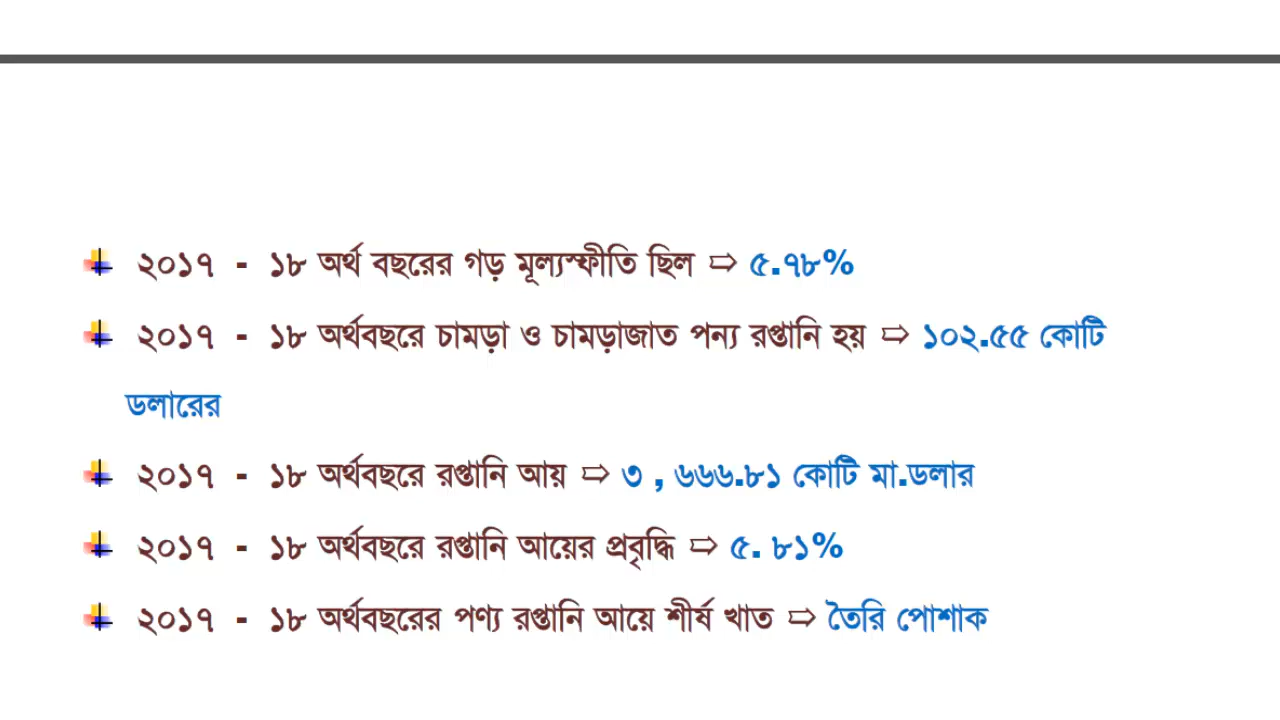 ২০১৭ - ১৮ অর্থ বছরের গড় মূল্যস্ফীতি ছিল ⇨ ৫.৭৮%
২০১৭ - ১৮ অর্থবছরে চামড়া ও চামড়াজাত পন্য রপ্তানি হয় ⇨ ১০২.৫৫ কোটি
ডলারের
২০১৭ - ১৮ অর্থবছরে রপ্তানি আয় ⇨ ৩ , ৬৬৬.৮১ কোটি মা.ডলার
২০১৭ - ১৮ অর্থবছরে রপ্তানি আয়ের প্রবৃদ্ধি ⇨ ৫. ৮১%
২০১৭ - ১৮ অর্থবছরের পণ্য রপ্তানি আয়ে শীর্ষ খাত ⇨ তৈরি পোশাক